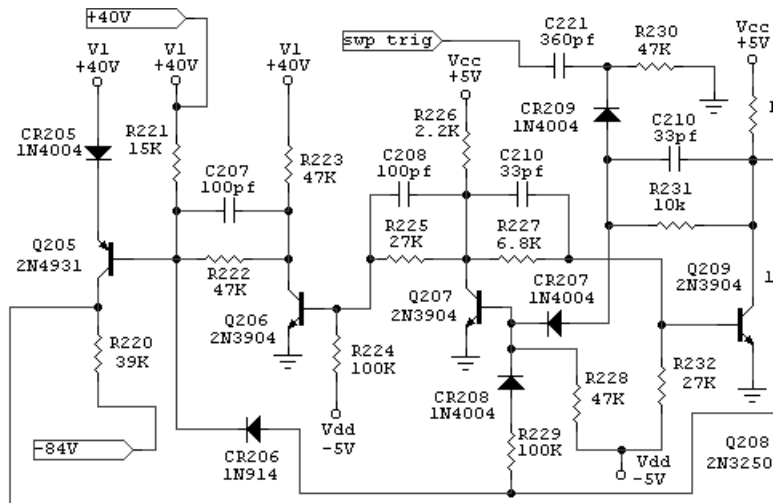 +40V
swp trig
C221
360pf
R230
47K
Vcc
+5V
V1
+40V
V1
+40V
V1
+40V
Vcc
+5V
CR205
1N4004
R221
15K
R223
47K
R226
2.2K
CR209
1N4004
C210
33pf
C207
100pf
C208
100pf
C210
33pf
R231
10k
Q205
2N4931
R222
47K
R225
27K
R227
6.8K
Q209
2N3904
CR207
1N4004
Q206
2N3904
Q207
2N3904
R220
39K
R224
100K
CR208
1N4004
R228
47K
R232
27K
Vdd
-5V
R229
100K
-84V
CR206
1N914
Vdd
-5V
Q208
2N3250